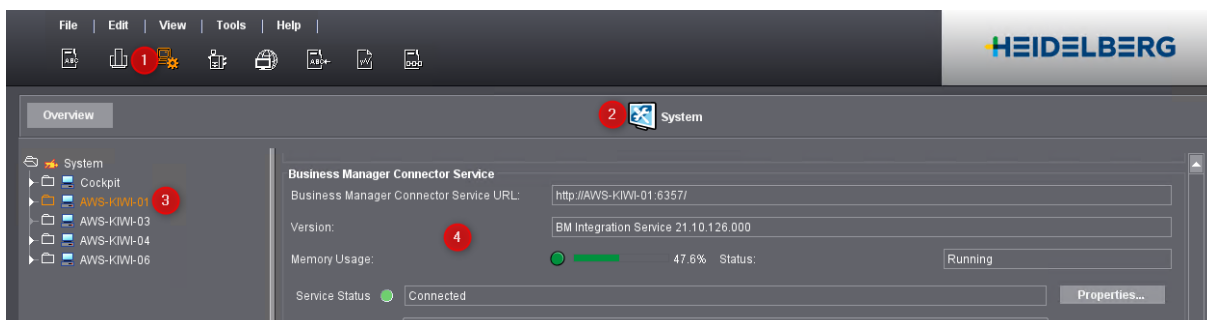 File | Edit | View | Tools | Help |
1
HEIDELBERG
Overview
2 System
System
Cockpit
AWS-KIWI-01 3
AWS-KIWI-03
AWS-KIWI-04
AWS-KIWI-06
Business Manager Connector Service
Business Manager Connector Service URL: http://AWS-KIWI-01:6357/
Version: BM Integration Service 21.10.126.000
4
Memory Usage: 47.6% Status: Running
Service Status Connected Properties...